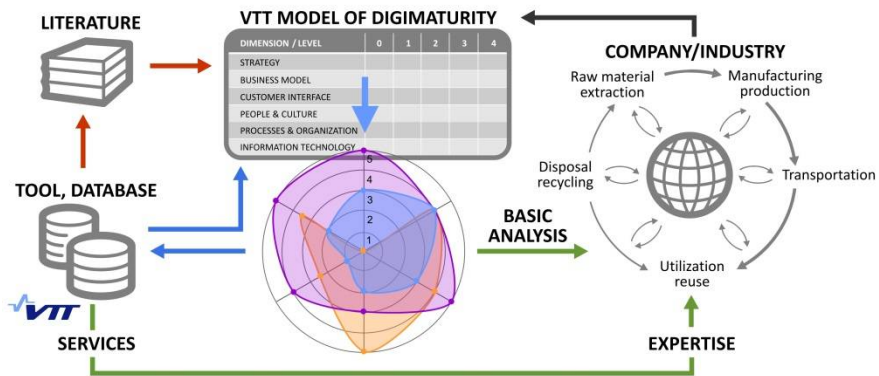 LITERATURE
VTT MODEL OF DIGIMATURITY
DIMENSION / LEVEL 0 1 2 3 4
STRATEGY
BUSINESS MODEL
CUSTOMER INTERFACE
PEOPLE & CULTURE
PROCESSES & ORGANIZATION
INFORMATION TECHNOLOGY
5
4
3
2
1
TOOL, DATABASE
VTT
SERVICES
BASIC
ANALYSIS
COMPANY/INDUSTRY
Raw material
extraction
Manufacturing
production
Disposal
recycling
Transportation
Utilization
reuse
EXPERTISE